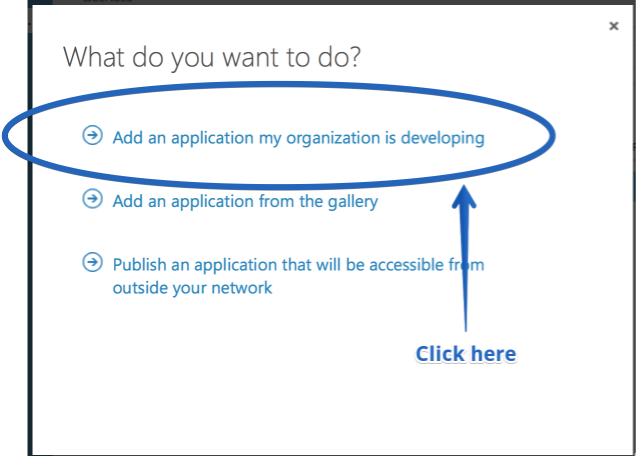 What do you want to do?
Add an application my organization is developing
Add an application from the gallery
Publish an application that will be accessible from
outside your network
Click here